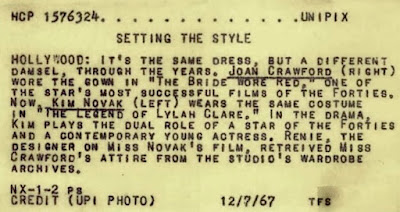 HCP 1576324. . . . . . . . . . . . .UNIPIX
SETTING THE STYLE
HOLLYWOOD: IT'S THE SAME DRESS, BUT A DIFFERENT
DAMSEL, THROUGH THE YEARS. JOAN CRAWFORD (RIGHT)
WORE THE GOWN IN "THE BRIDE WORE RED," ONE OF
THE STAR'S MOST SUCCESSFUL FILMS OF THE FORTIES.
NOW, KIM NOVAK (LEFT) WEARS THE SAME COSTUME
IN "THE LEGEND OF LYLAH CLARE." IN THE DRAMA,
KIM PLAYS THE DUAL ROLE OF A STAR OF THE FORTIES
AND A CONTEMPORARY YOUNG ACTRESS. RENIE, THE
DESIGNER ON MISS NOVAK'S FILM, RETREIVED MISS
CRAWFORD'S ATTIRE FROM THE STUDIO'S WARDROBE
ARCHIVES.
NX-1-2 PS
CREDIT (UPI PHOTO) 12/7/67 TFS